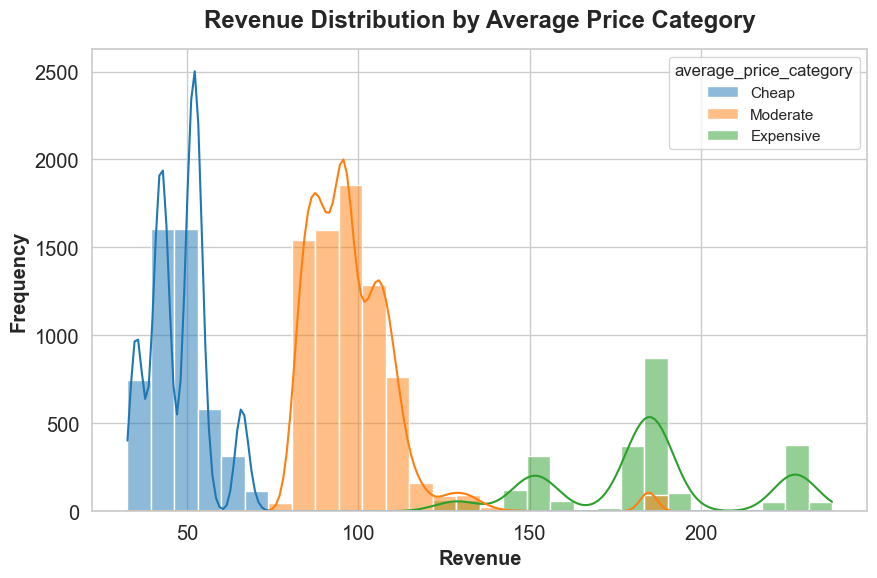 Revenue Distribution by Average Price Category
average_price_category
Cheap
Moderate
Expensive
Frequency
2500
2000
1500
1000
500
0
50
100
150
200
Revenue